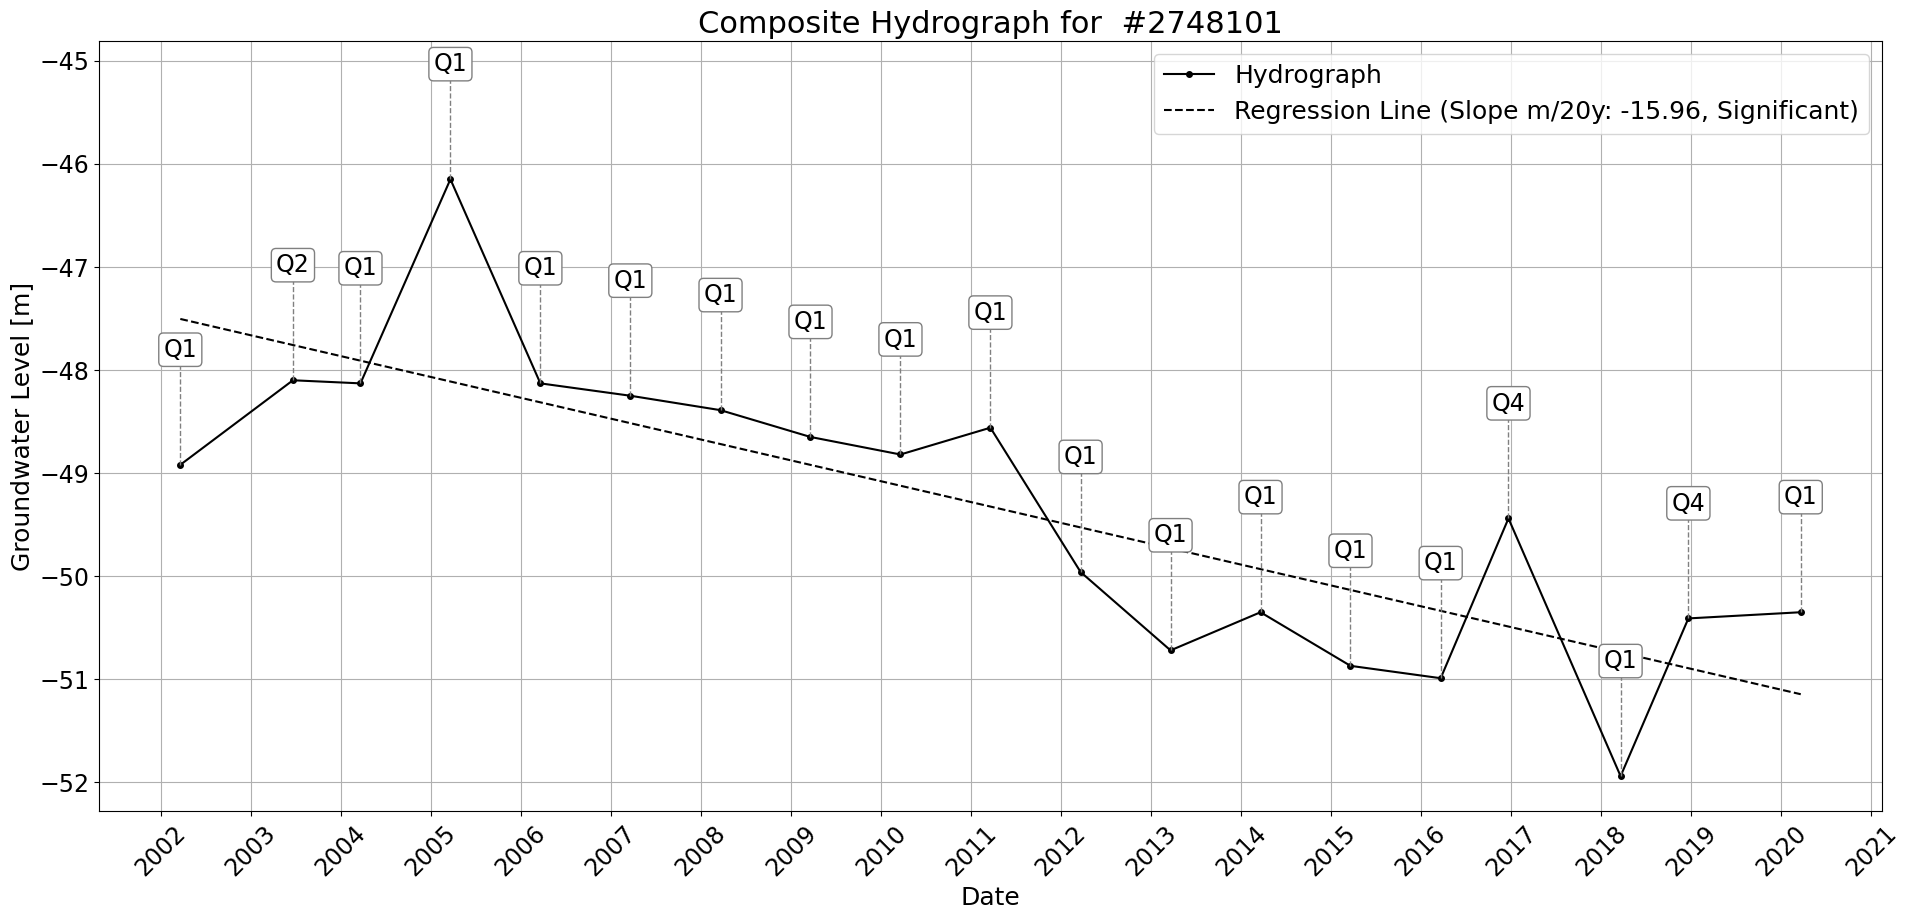 Composite Hydrograph for  #2748101
Hydrograph
Regression Line (Slope m/20y: -15.96, Significant)
Groundwater Level [m]
−45
−46
−47
−48
−49
−50
−51
−52
Q1
Q2
Q1
Q1
Q1
Q1
Q1
Q1
Q1
Q1
Q1
Q1
Q1
Q1
Q1
Q4
Q1
Q4
Q1
2002
2003
2004
2005
2006
2007
2008
2009
2010
2011
2012
2013
2014
2015
2016
2017
2018
2019
2020
2021
Date